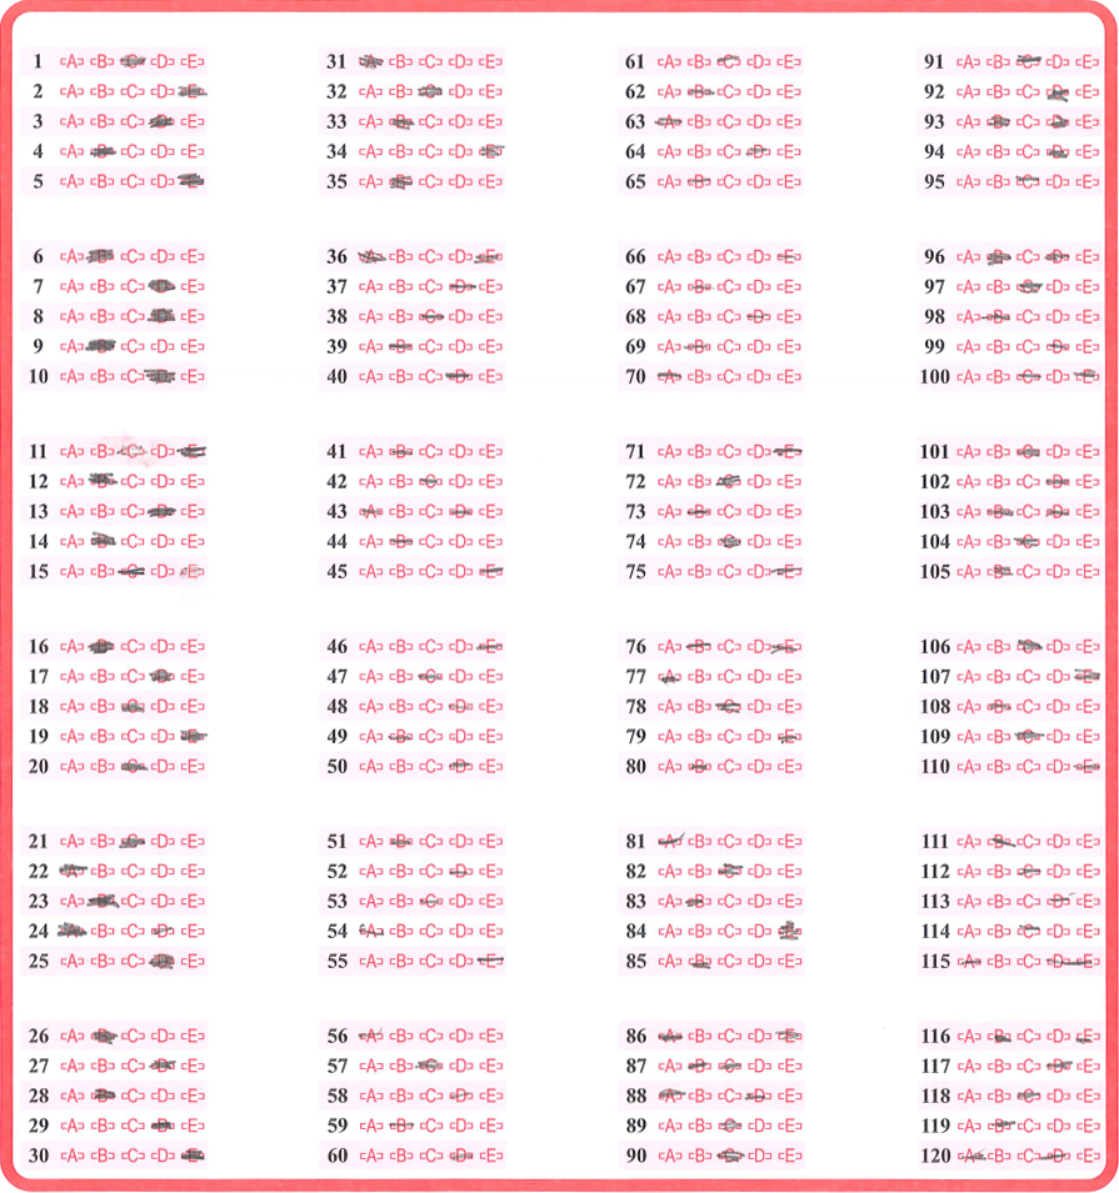 1 [A] [B] [C] [D] [E]
2 [A] [B] [C] [D] [E]
3 [A] [B] [C] [D] [E]
4 [A] [B] [C] [D] [E]
5 [A] [B] [C] [D] [E]
6 [A] [B] [C] [D] [E]
7 [A] [B] [C] [D] [E]
8 [A] [B] [C] [D] [E]
9 [A] [B] [C] [D] [E]
10 [A] [B] [C] [D] [E]
11 [A] [B] [C] [D] [E]
12 [A] [B] [C] [D] [E]
13 [A] [B] [C] [D] [E]
14 [A] [B] [C] [D] [E]
15 [A] [B] [C] [D] [E]
16 [A] [B] [C] [D] [E]
17 [A] [B] [C] [D] [E]
18 [A] [B] [C] [D] [E]
19 [A] [B] [C] [D] [E]
20 [A] [B] [C] [D] [E]
21 [A] [B] [C] [D] [E]
22 [A] [B] [C] [D] [E]
23 [A] [B] [C] [D] [E]
24 [A] [B] [C] [D] [E]
25 [A] [B] [C] [D] [E]
26 [A] [B] [C] [D] [E]
27 [A] [B] [C] [D] [E]
28 [A] [B] [C] [D] [E]
29 [A] [B] [C] [D] [E]
30 [A] [B] [C] [D] [E]
31 [A] [B] [C] [D] [E]
32 [A] [B] [C] [D] [E]
33 [A] [B] [C] [D] [E]
34 [A] [B] [C] [D] [E]
35 [A] [B] [C] [D] [E]
36 [A] [B] [C] [D] [E]
37 [A] [B] [C] [D] [E]
38 [A] [B] [C] [D] [E]
39 [A] [B] [C] [D] [E]
40 [A] [B] [C] [D] [E]
41 [A] [B] [C] [D] [E]
42 [A] [B] [C] [D] [E]
43 [A] [B] [C] [D] [E]
44 [A] [B] [C] [D] [E]
45 [A] [B] [C] [D] [E]
46 [A] [B] [C] [D] [E]
47 [A] [B] [C] [D] [E]
48 [A] [B] [C] [D] [E]
49 [A] [B] [C] [D] [E]
50 [A] [B] [C] [D] [E]
51 [A] [B] [C] [D] [E]
52 [A] [B] [C] [D] [E]
53 [A] [B] [C] [D] [E]
54 [A] [B] [C] [D] [E]
55 [A] [B] [C] [D] [E]
56 [A] [B] [C] [D] [E]
57 [A] [B] [C] [D] [E]
58 [A] [B] [C] [D] [E]
59 [A] [B] [C] [D] [E]
60 [A] [B] [C] [D] [E]
61 [A] [B] [C] [D] [E]
62 [A] [B] [C] [D] [E]
63 [A] [B] [C] [D] [E]
64 [A] [B] [C] [D] [E]
65 [A] [B] [C] [D] [E]
66 [A] [B] [C] [D] [E]
67 [A] [B] [C] [D] [E]
68 [A] [B] [C] [D] [E]
69 [A] [B] [C] [D] [E]
70 [A] [B] [C] [D] [E]
71 [A] [B] [C] [D] [E]
72 [A] [B] [C] [D] [E]
73 [A] [B] [C] [D] [E]
74 [A] [B] [C] [D] [E]
75 [A] [B] [C] [D] [E]
76 [A] [B] [C] [D] [E]
77 [A] [B] [C] [D] [E]
78 [A] [B] [C] [D] [E]
79 [A] [B] [C] [D] [E]
80 [A] [B] [C] [D] [E]
81 [A] [B] [C] [D] [E]
82 [A] [B] [C] [D] [E]
83 [A] [B] [C] [D] [E]
84 [A] [B] [C] [D] [E]
85 [A] [B] [C] [D] [E]
86 [A] [B] [C] [D] [E]
87 [A] [B] [C] [D] [E]
88 [A] [B] [C] [D] [E]
89 [A] [B] [C] [D] [E]
90 [A] [B] [C] [D] [E]
91 [A] [B] [C] [D] [E]
92 [A] [B] [C] [D] [E]
93 [A] [B] [C] [D] [E]
94 [A] [B] [C] [D] [E]
95 [A] [B] [C] [D] [E]
96 [A] [B] [C] [D] [E]
97 [A] [B] [C] [D] [E]
98 [A] [B] [C] [D] [E]
99 [A] [B] [C] [D] [E]
100 [A] [B] [C] [D] [E]
101 [A] [B] [C] [D] [E]
102 [A] [B] [C] [D] [E]
103 [A] [B] [C] [D] [E]
104 [A] [B] [C] [D] [E]
105 [A] [B] [C] [D] [E]
106 [A] [B] [C] [D] [E]
107 [A] [B] [C] [D] [E]
108 [A] [B] [C] [D] [E]
109 [A] [B] [C] [D] [E]
110 [A] [B] [C] [D] [E]
111 [A] [B] [C] [D] [E]
112 [A] [B] [C] [D] [E]
113 [A] [B] [C] [D] [E]
114 [A] [B] [C] [D] [E]
115 [A] [B] [C] [D] [E]
116 [A] [B] [C] [D] [E]
117 [A] [B] [C] [D] [E]
118 [A] [B] [C] [D] [E]
119 [A] [B] [C] [D] [E]
120 [A] [B] [C] [D] [E]